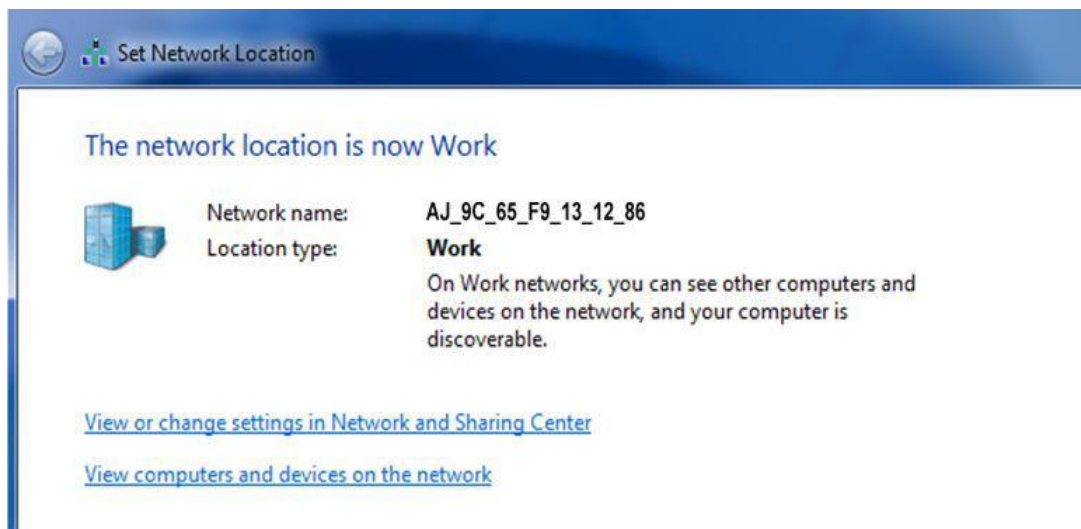 Set Network Location
The network location is now Work
Network name: AJ_9C_65_F9_13_12_86
Location type: Work
On Work networks, you can see other computers and
devices on the network, and your computer is
discoverable.
View or change settings in Network and Sharing Center
View computers and devices on the network